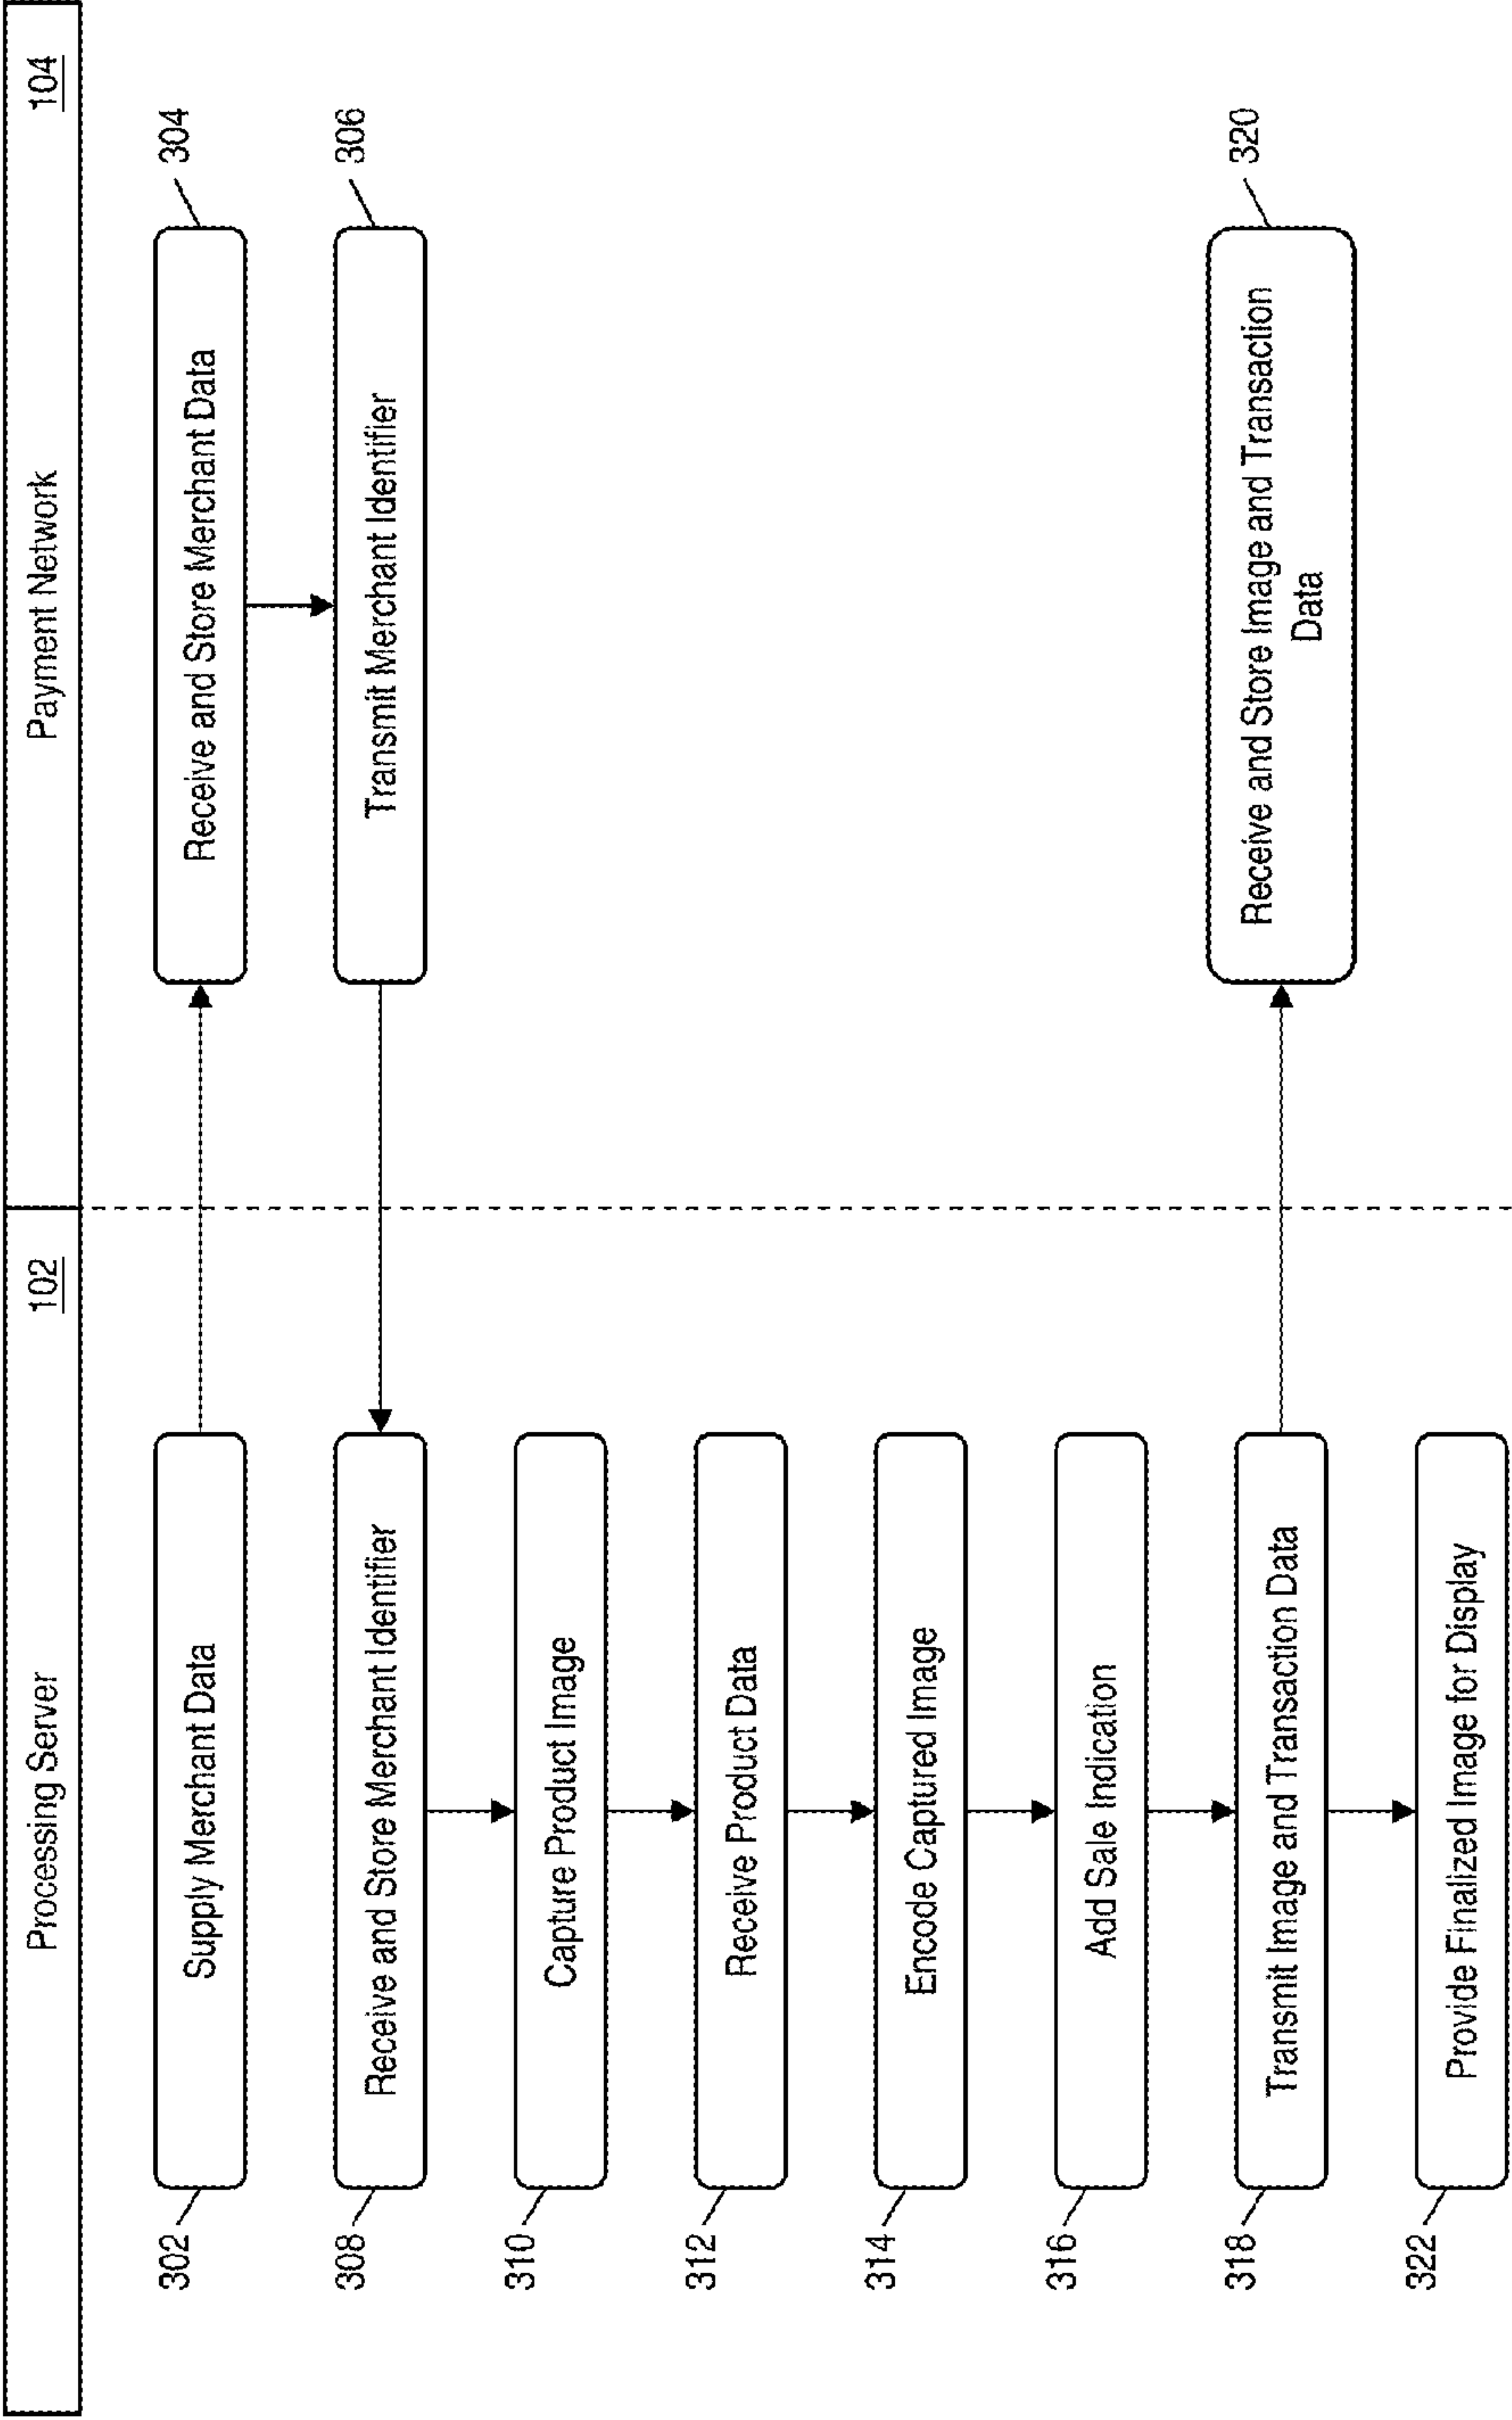 Processing Server
102
Payment Network
104
302
Supply Merchant Data
Receive and Store Merchant Data
304
308
Receive and Store Merchant Identifier
Transmit Merchant Identifier
306
310
Capture Product Image
312
Receive Product Data
314
Encode Captured Image
316
Add Sale Indication
318
Transmit Image and Transaction Data
Receive and Store Image and Transaction
Data
320
322
Provide Finalized Image for Display